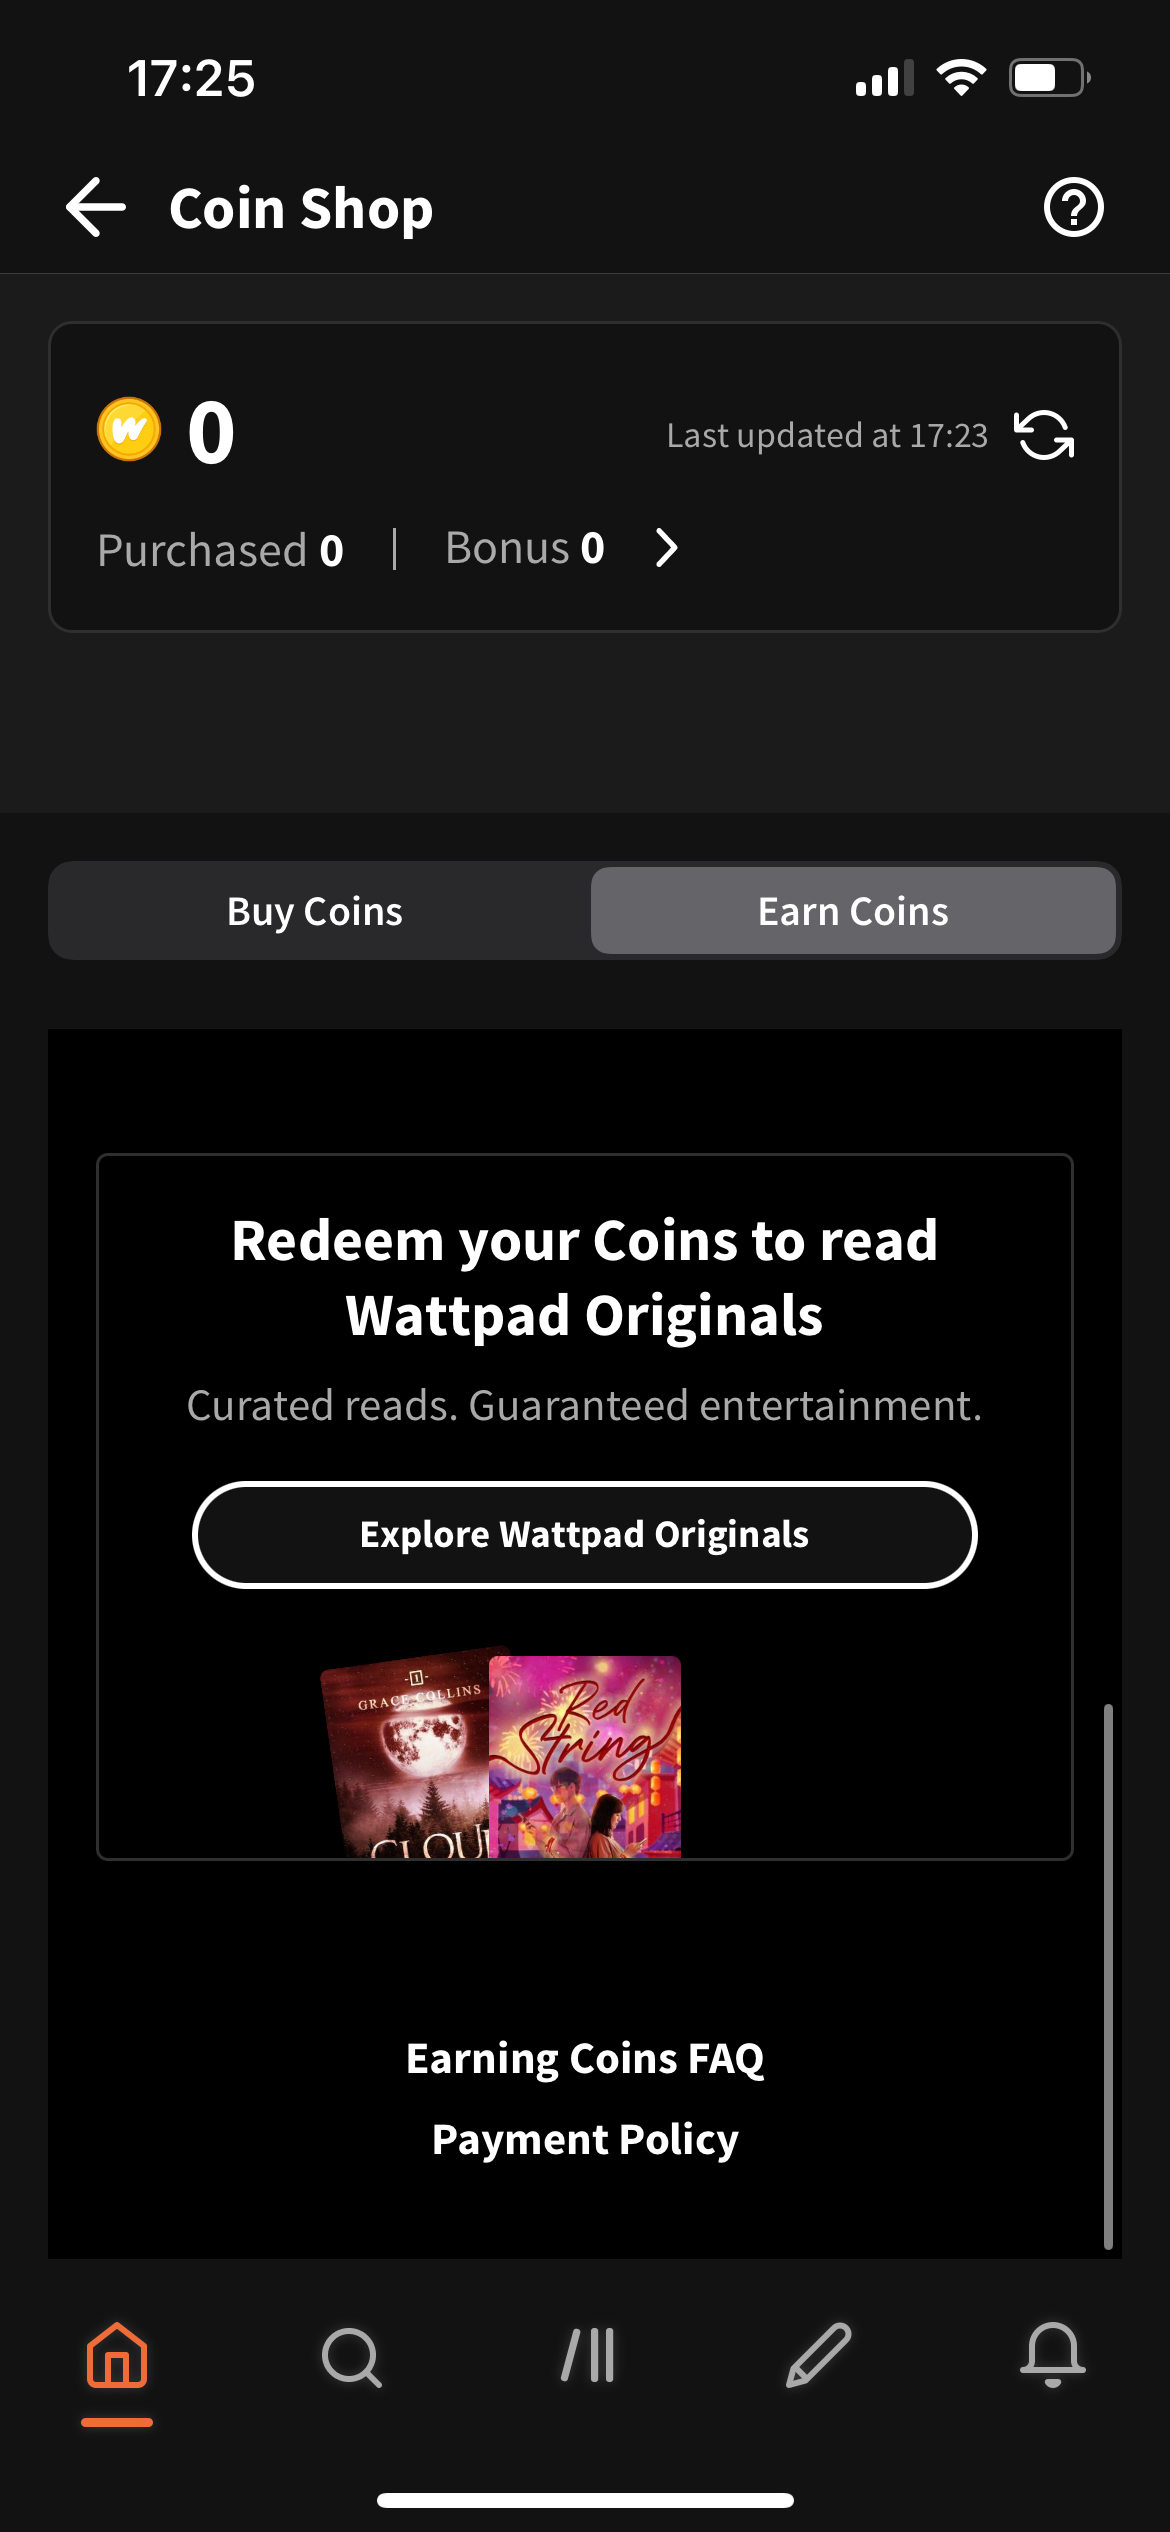 17:25
Coin Shop
0
Last updated at 17:23
Purchased 0 | Bonus 0
Buy Coins
Earn Coins
Redeem your Coins to read
Wattpad Originals
Curated reads. Guaranteed entertainment.
Explore Wattpad Originals
GRACE COLLINS
Red
String
Earning Coins FAQ
Payment Policy